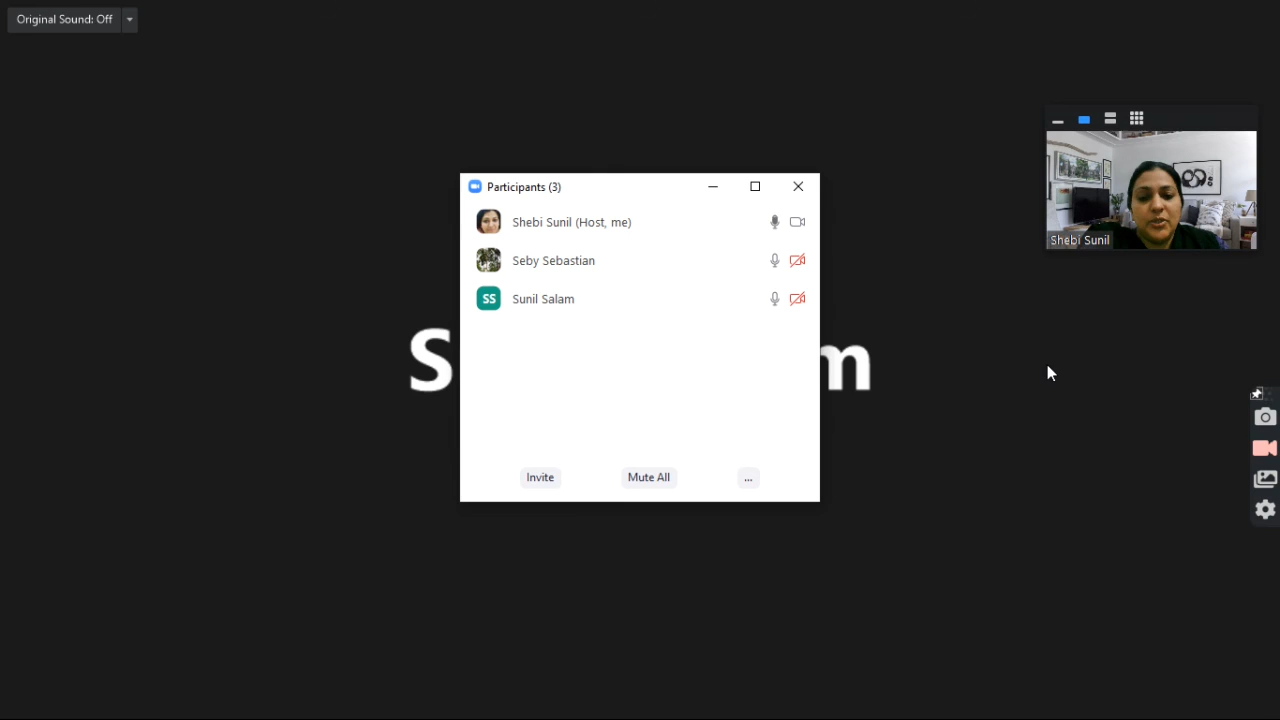 Original Sound: Off
Participants (3)
Shebi Sunil (Host, me)
Seby Sebastian
SS Sunil Salam
S m
Invite Mute All ...
Shebi Sunil